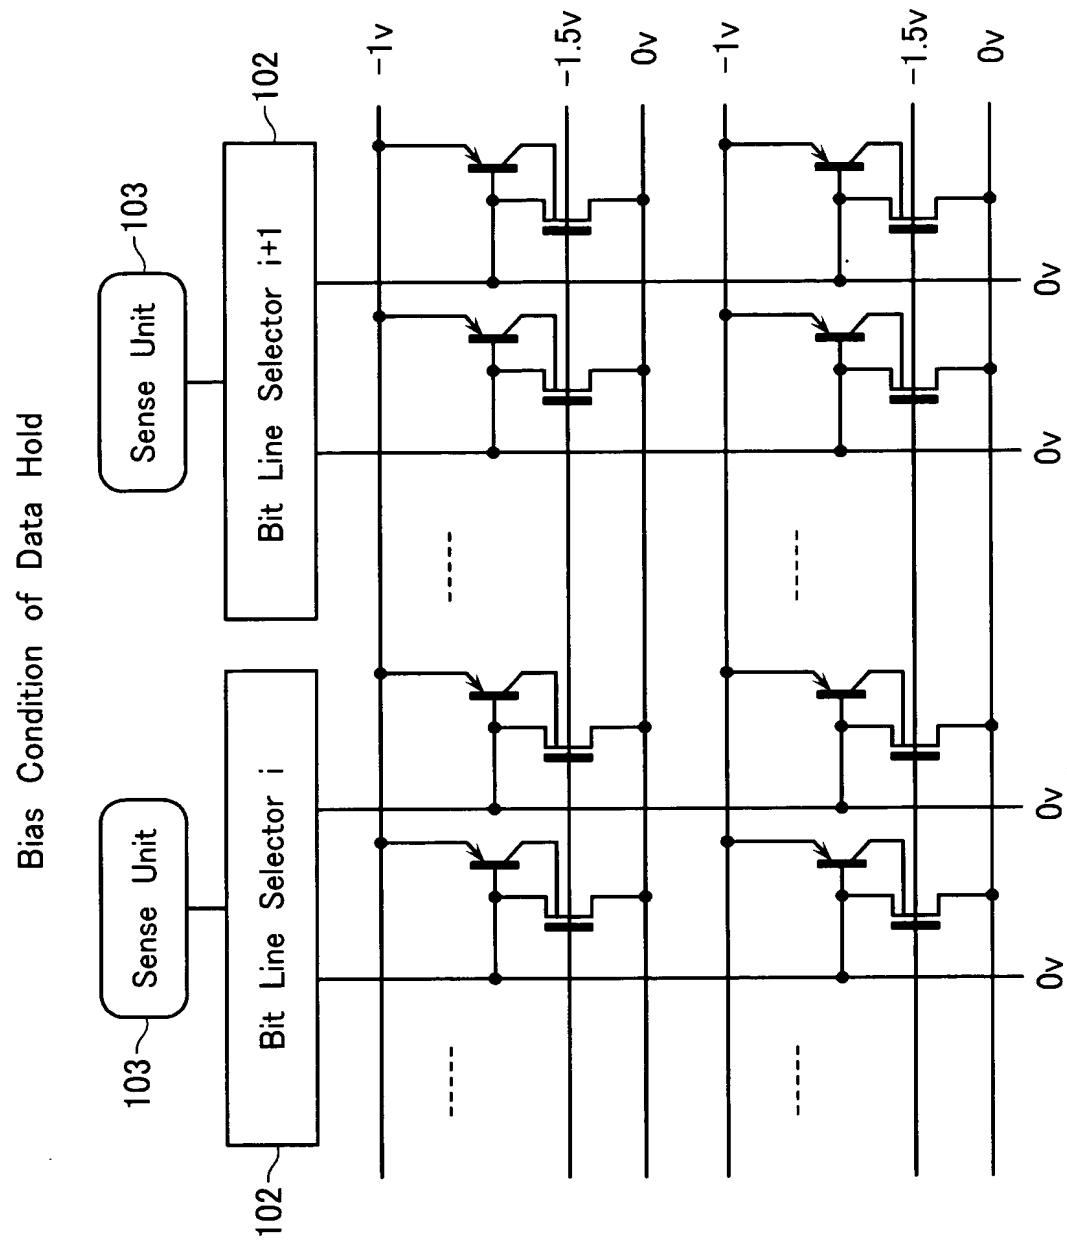 Bias Condition of Data Hold
103
Sense Unit
103
Sense Unit
102
Bit Line Selector i
102
Bit Line Selector i+1
-1v
-1.5v
0v
-1v
-1.5v
0v
0v
0v
0v
0v